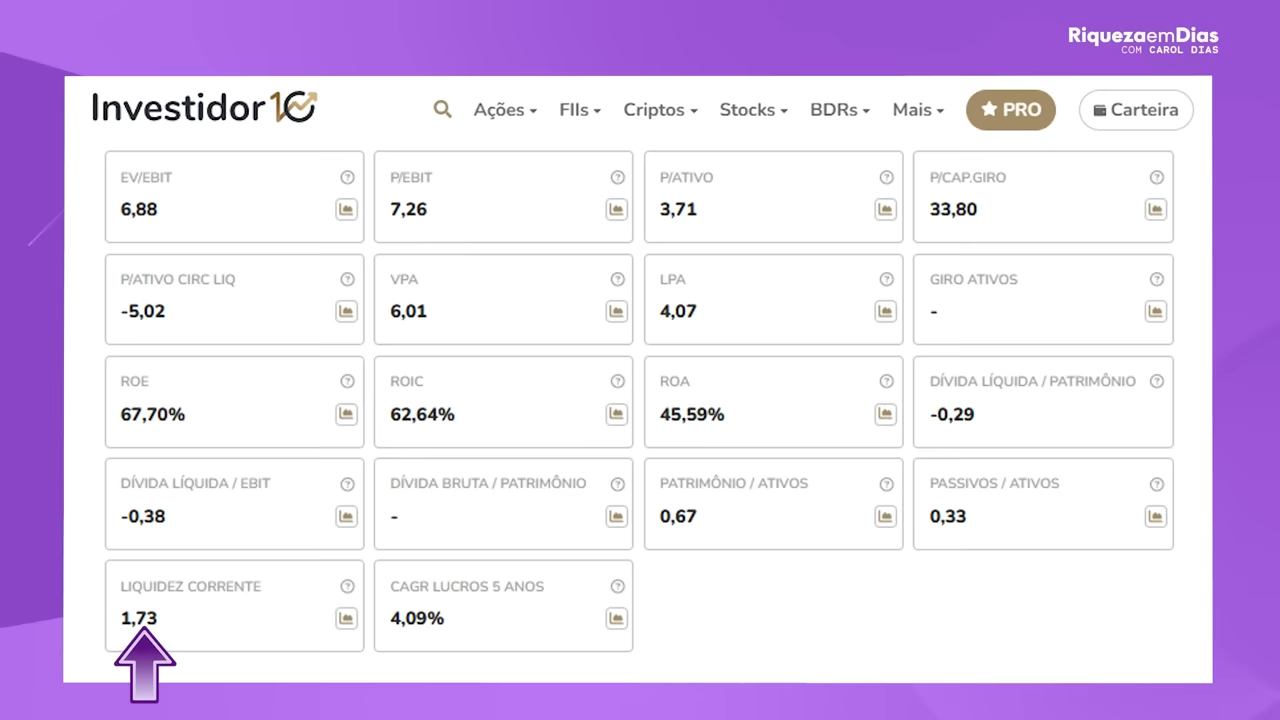 RiquezaemDias
COM CAROL DIAS
Investidor 10
Ações
FIIs
Criptos
Stocks
BDRs
Mais
PRO
Carteira
EV/EBIT
6,88
P/EBIT
7,26
P/ATIVO
3,71
P/CAP.GIRO
33,80
P/ATIVO CIRC LIQ
-5,02
VPA
6,01
LPA
4,07
GIRO ATIVOS
-
ROE
67,70%
ROIC
62,64%
ROA
45,59%
DÍVIDA LÍQUIDA / PATRIMÔNIO
-0,29
DÍVIDA LÍQUIDA / EBIT
-0,38
DÍVIDA BRUTA / PATRIMÔNIO
-
PATRIMÔNIO / ATIVOS
0,67
PASSIVOS / ATIVOS
0,33
LIQUIDEZ CORRENTE
1,73
CAGR LUCROS 5 ANOS
4,09%